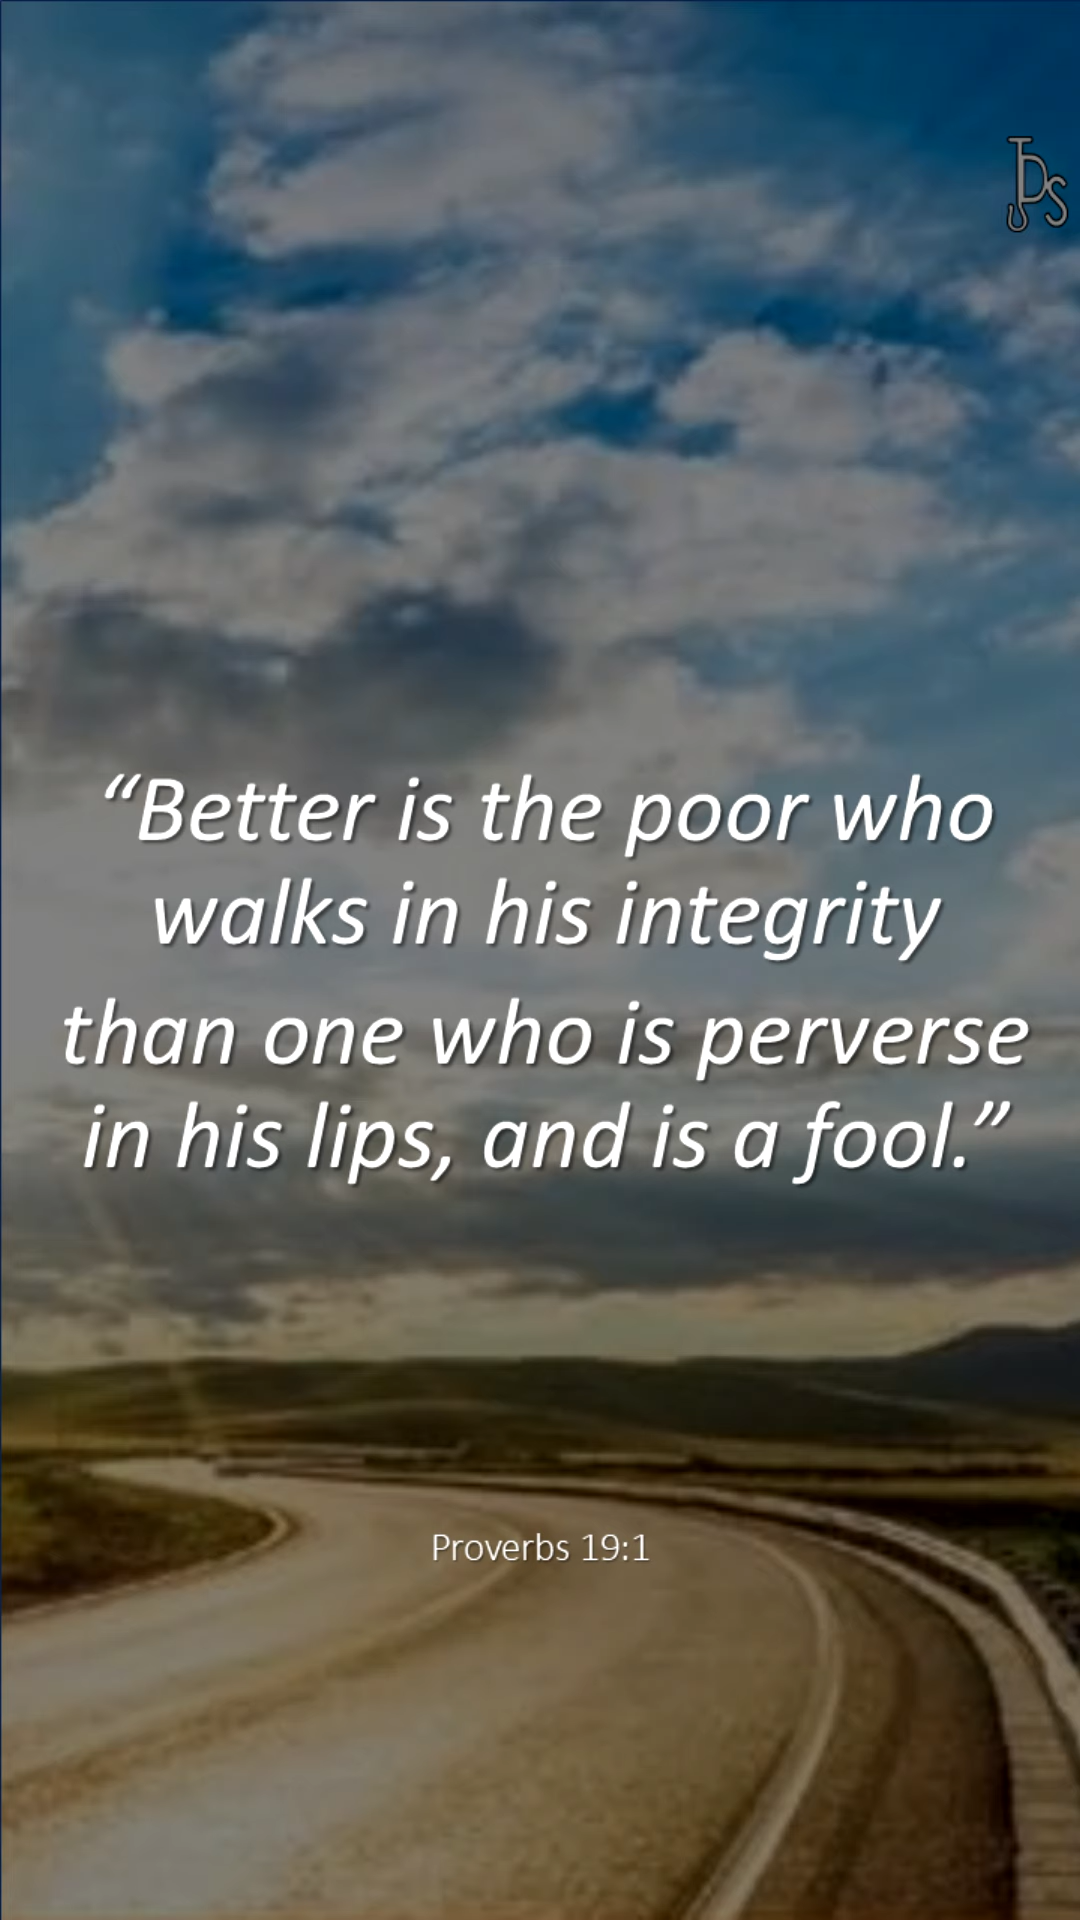 JDS
“Better is the poor who
walks in his integrity
than one who is perverse
in his lips, and is a fool.”
Proverbs 19:1